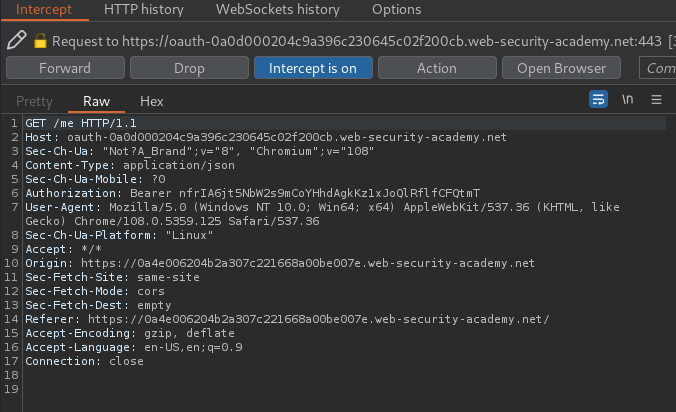 Intercept HTTP history WebSockets history Options
Request to https://oauth-0a0d000204c9a396c230645c02f200cb.web-security-academy.net:443 [3
Forward Drop Intercept is on Action Open Browser Com
Pretty Raw Hex \n
1 GET /me HTTP/1.1
2 Host: oauth-0a0d000204c9a396c230645c02f200cb.web-security-academy.net
3 Sec-Ch-Ua: "Not?A_Brand";v="8", "Chromium";v="108"
4 Content-Type: application/json
5 Sec-Ch-Ua-Mobile: ?0
6 Authorization: Bearer nfrIA6jt5NbW2s9mCoYHhdAgkKz1xJoQlRflfCFQtmT
7 User-Agent: Mozilla/5.0 (Windows NT 10.0; Win64; x64) AppleWebKit/537.36 (KHTML, like
Gecko) Chrome/108.0.5359.125 Safari/537.36
8 Sec-Ch-Ua-Platform: "Linux"
9 Accept: */*
10 Origin: https://0a4e006204b2a307c221668a00be007e.web-security-academy.net
11 Sec-Fetch-Site: same-site
12 Sec-Fetch-Mode: cors
13 Sec-Fetch-Dest: empty
14 Referer: https://0a4e006204b2a307c221668a00be007e.web-security-academy.net/
15 Accept-Encoding: gzip, deflate
16 Accept-Language: en-US,en;q=0.9
17 Connection: close
18
19